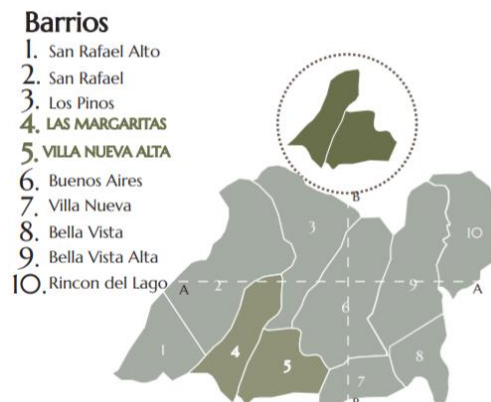 Barrios
1. San Rafael Alto
2. San Rafael
3. Los Pinos
4. LAS MARGARITAS
5. VILLA NUEVA ALTA
6. Buenos Aires
7. Villa Nueva
8. Bella Vista
9. Bella Vista Alta
10. Rincon del Lago
B
3
10
A
2
9
A
6
1
4
5
8
7
B